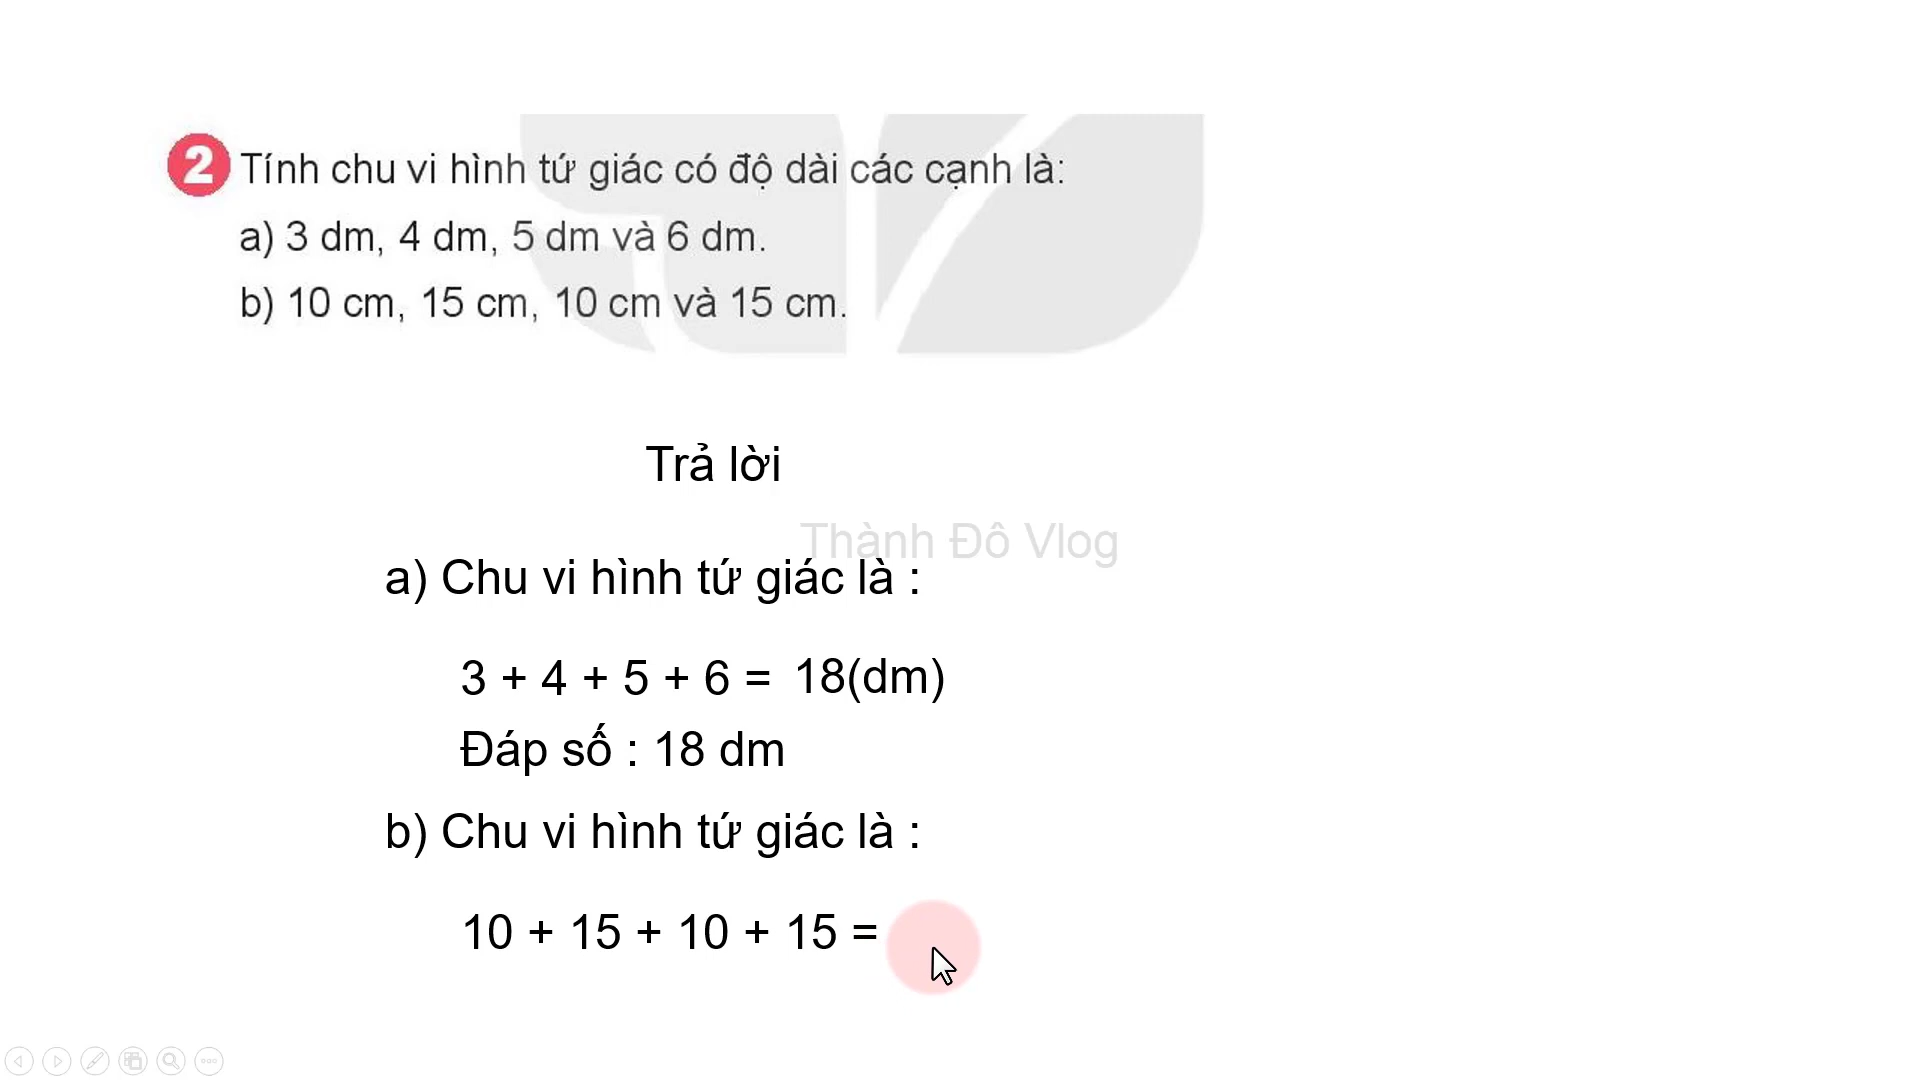 2 Tính chu vi hình tứ giác có độ dài các cạnh là:
a) 3 dm, 4 dm, 5 dm và 6 dm.
b) 10 cm, 15 cm, 10 cm và 15 cm.
Trả lời
Thành Đô Vlog
a) Chu vi hình tứ giác là :
3 + 4 + 5 + 6 = 18(dm)
Đáp số : 18 dm
b) Chu vi hình tứ giác là :
10 + 15 + 10 + 15 =